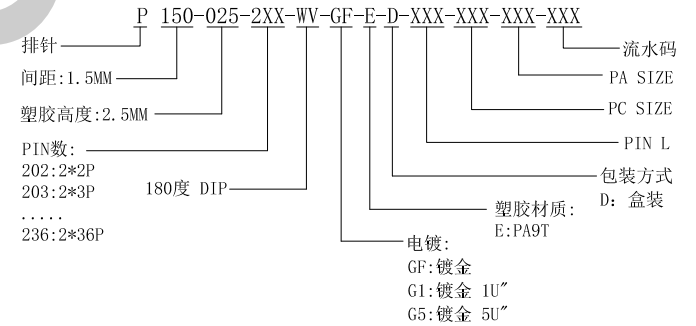 P 150-025-2XX-WV-GF-E-D-XXX-XXX-XXX-XXX
排针
流水码
间距:1.5MM
PA SIZE
塑胶高度:2.5MM
PC SIZE
PIN数:
PIN L
202:2*2P
包装方式
203:2*3P
180度 DIP
D: 盒装
.....
塑胶材质:
236:2*36P
E:PA9T
电镀:
GF:镀金
G1:镀金 1U"
G5:镀金 5U"